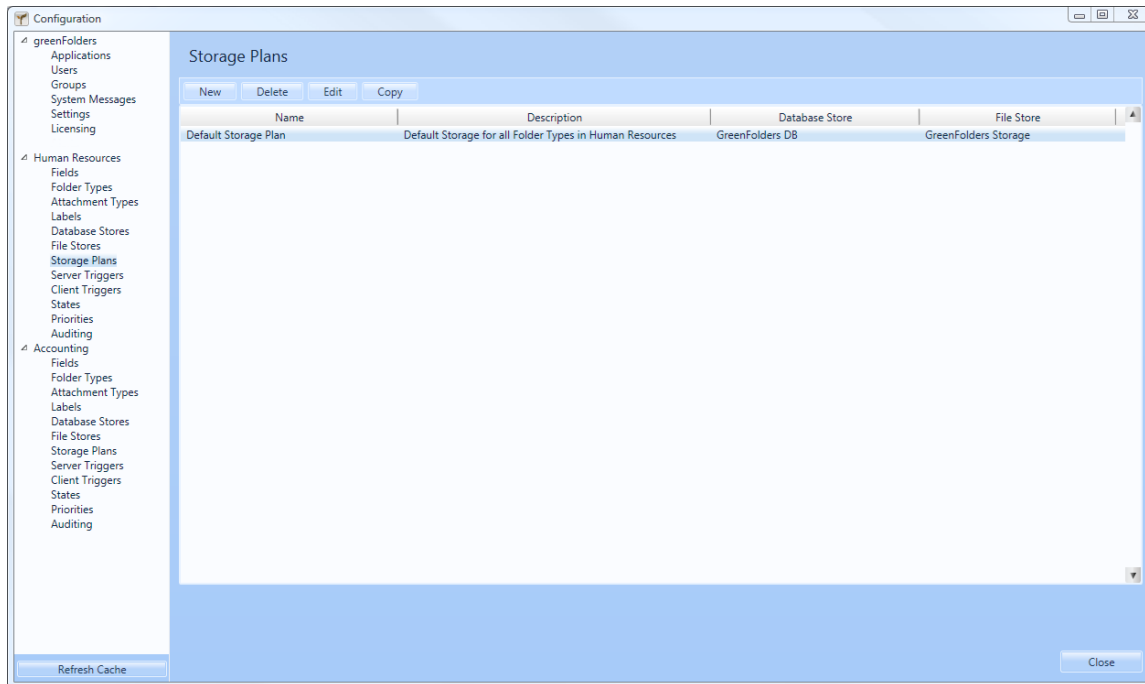 Configuration
greenFolders
Applications
Users
Groups
System Messages
Settings
Licensing
Human Resources
Fields
Folder Types
Attachment Types
Labels
Database Stores
File Stores
Storage Plans
Server Triggers
Client Triggers
States
Priorities
Auditing
Accounting
Fields
Folder Types
Attachment Types
Labels
Database Stores
File Stores
Storage Plans
Server Triggers
Client Triggers
States
Priorities
Auditing
Refresh Cache
Storage Plans
New Delete Edit Copy
Name Description Database Store File Store
Default Storage Plan Default Storage for all Folder Types in Human Resources GreenFolders DB GreenFolders Storage
Close